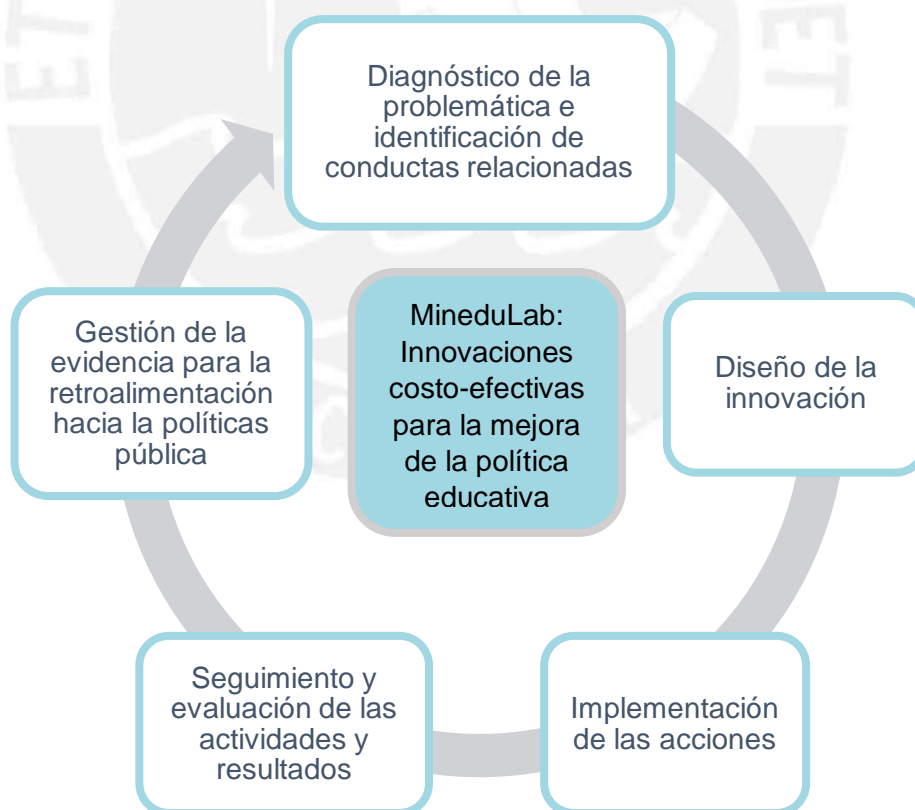 Diagnóstico de la
problemática e
identificación de
conductas relacionadas
MineduLab:
Innovaciones
costo-efectivas
para la mejora
de la política
educativa
Diseño de la
innovación
Implementación
de las acciones
Seguimiento y
evaluación de las
actividades y
resultados
Gestión de la
evidencia para la
retroalimentación
hacia la políticas
pública